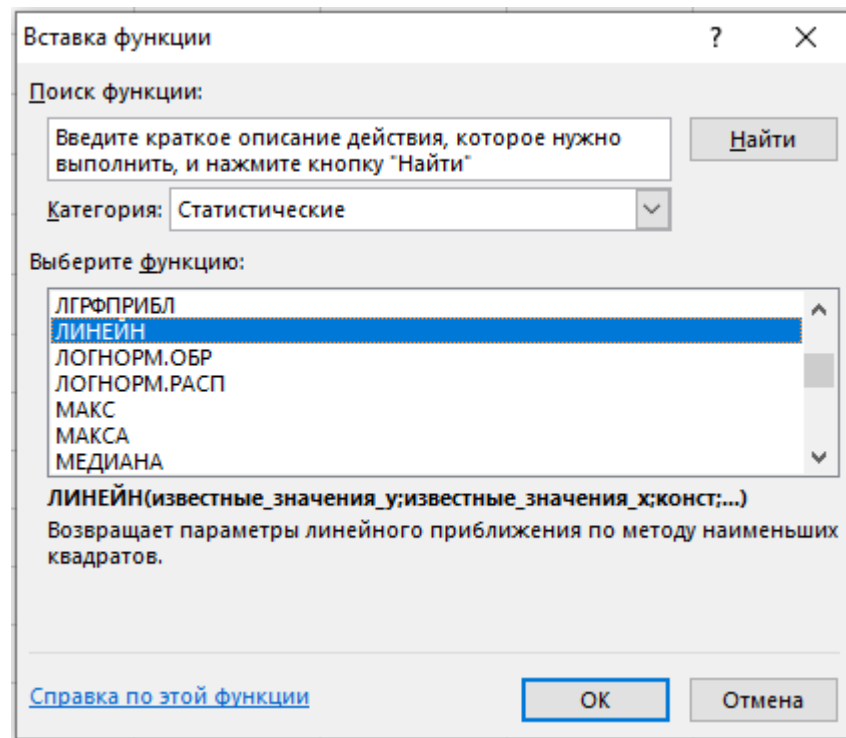 Вставка функции
?
Поиск функции:
Введите краткое описание действия, которое нужно
выполнить, и нажмите кнопку "Найти"
Найти
Категория: Статистические
Выберите функцию:
ЛГРФПРИБЛ
ЛИНЕЙН
ЛОГНОРМ.ОБР
ЛОГНОРМ.РАСП
МАКС
МАКСА
МЕДИАНА
ЛИНЕЙН(известные_значения_y;известные_значения_x;конст;...)
Возвращает параметры линейного приближения по методу наименьших
квадратов.
Справка по этой функции
ОК
Отмена